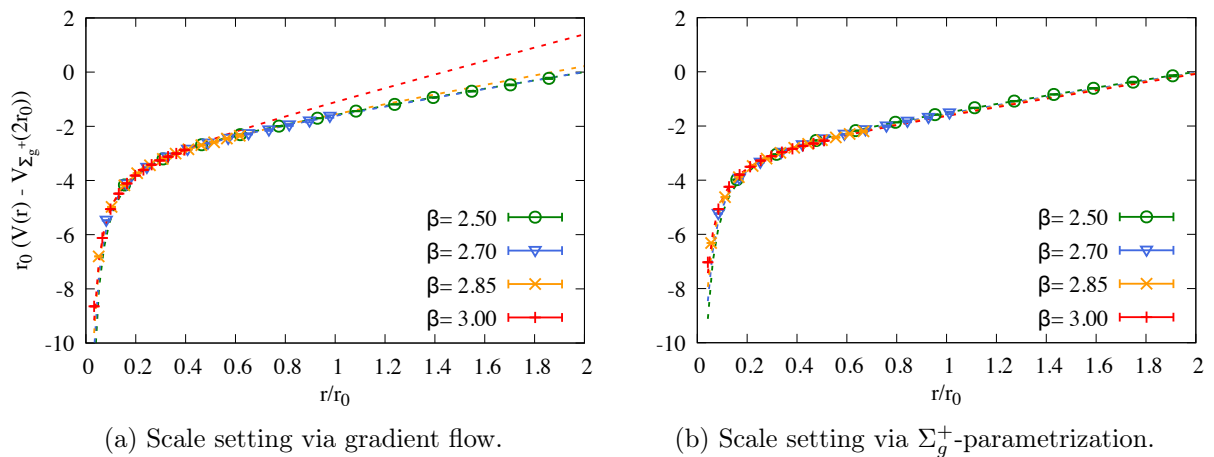 2
0
-2
-4
-6
-8
-10
r₀ (V(r) - V_Σg+(2r₀))
0 0.2 0.4 0.6 0.8 1 1.2 1.4 1.6 1.8 2
r/r₀
β= 2.50
β= 2.70
β= 2.85
β= 3.00
(a) Scale setting via gradient flow.
2
0
-2
-4
-6
-8
-10
0 0.2 0.4 0.6 0.8 1 1.2 1.4 1.6 1.8 2
r/r₀
β= 2.50
β= 2.70
β= 2.85
β= 3.00
(b) Scale setting via Σg+-parametrization.